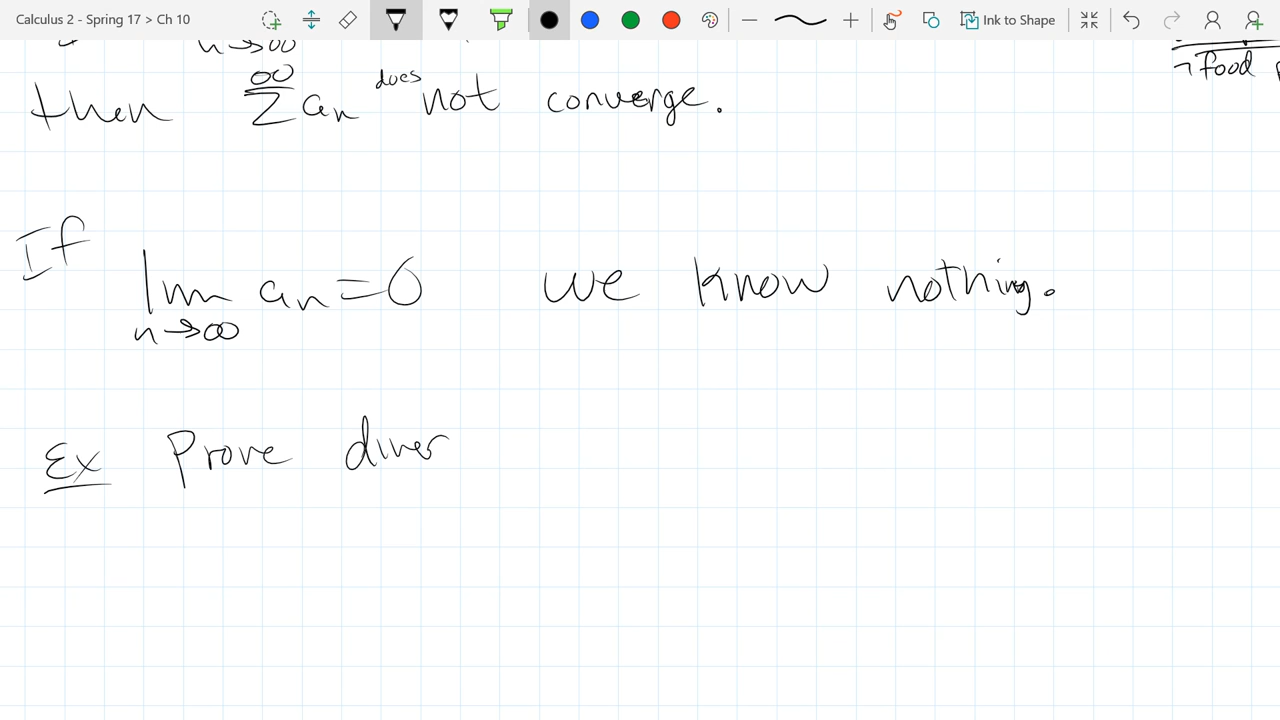 Calculus 2 - Spring 17 > Ch 10
Ink to Shape
n→∞
¬food
then ∞ Σ an does not converge.
If
lim an = 0 we know nothing.
n→∞
Ex Prove diver